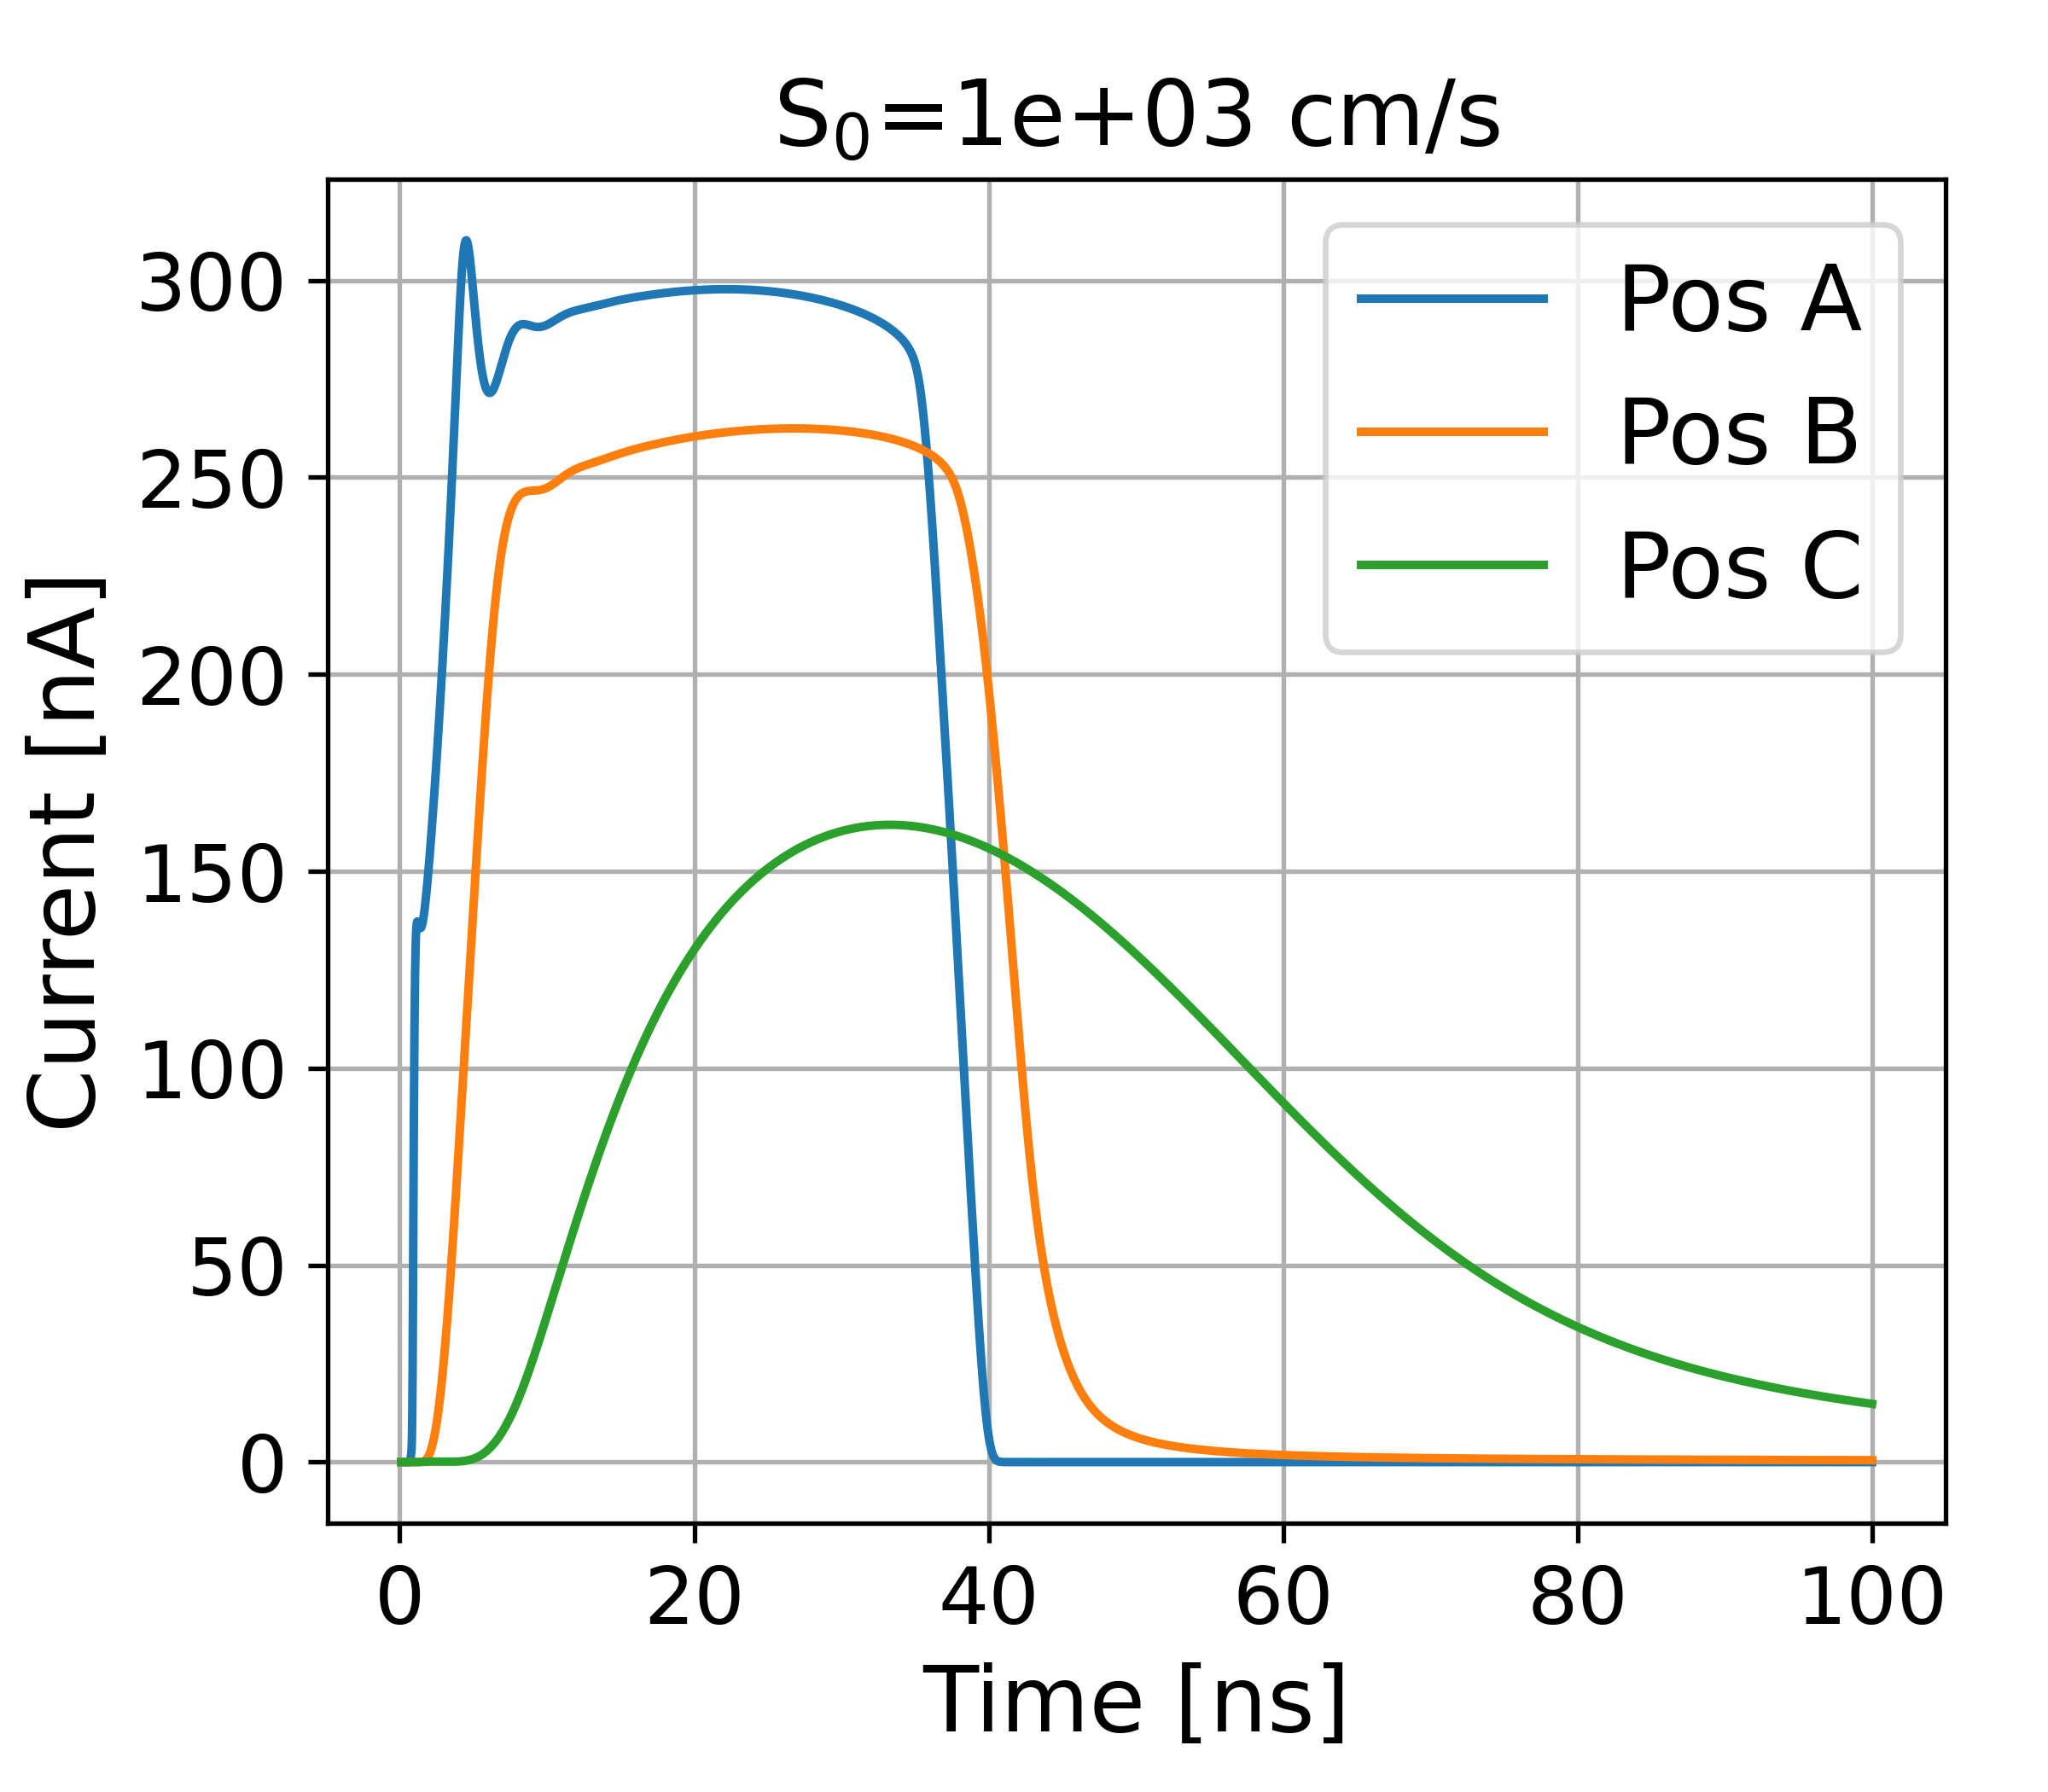 S₀=1e+03 cm/s
Pos A
Pos B
Pos C
Current [nA]
300
250
200
150
100
50
0
0 20 40 60 80 100
Time [ns]